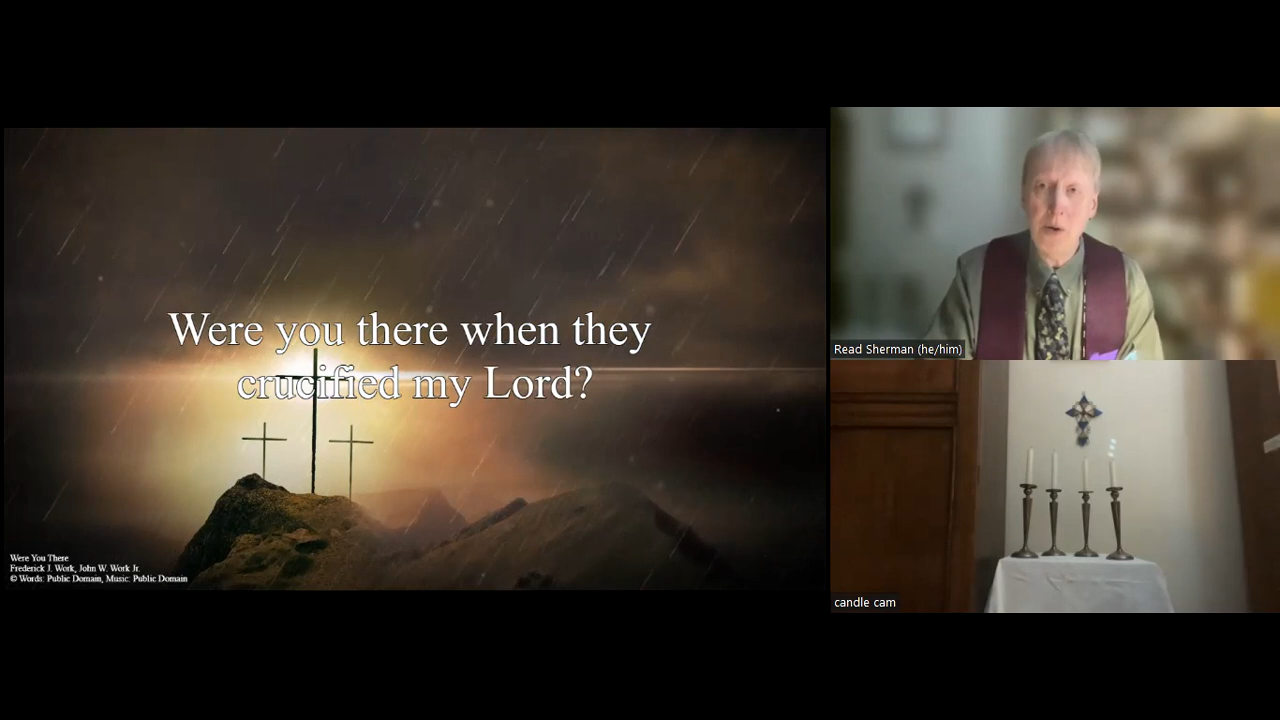 Were you there when they
crucified my Lord?
Were You There
Frederick J. Work, John W. Work Jr.
© Words: Public Domain, Music: Public Domain
Read Sherman (he/him)
candle cam